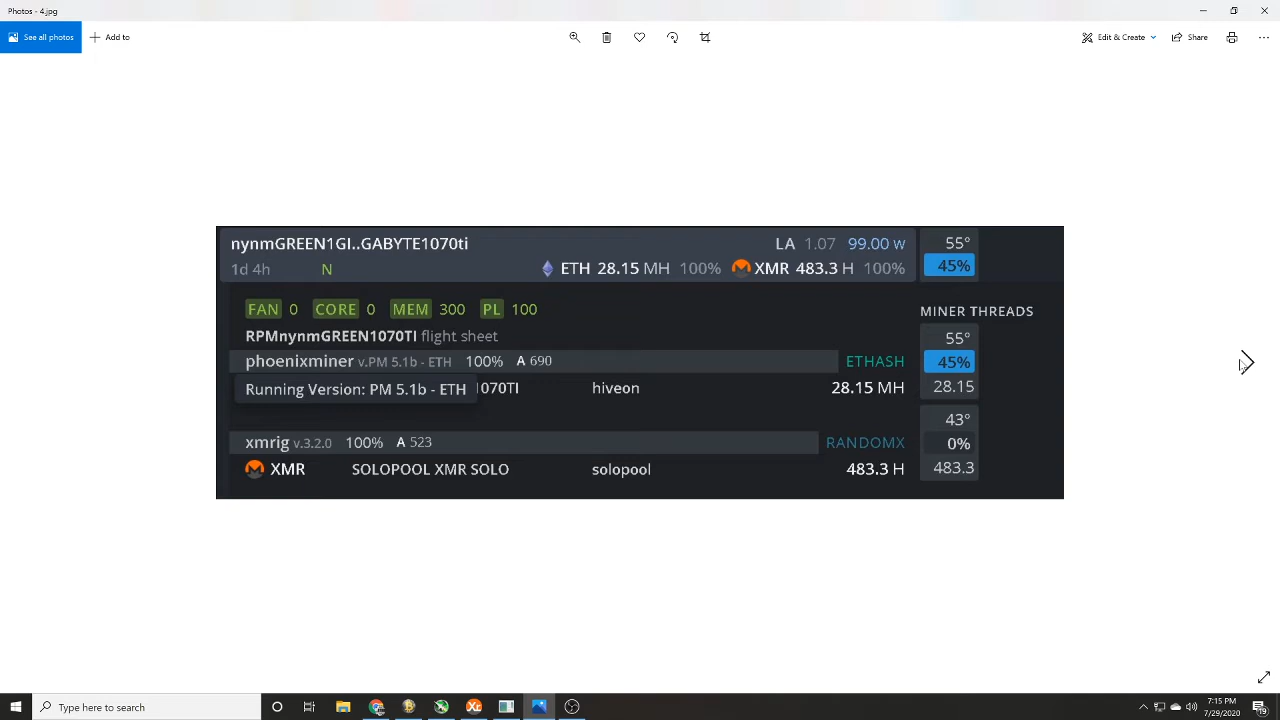 Photos - 4.jpg
See all photos
Add to
Edit & Create
Share
nynmGREEN1GI..GABYTE1070ti LA 1.07 99.00 w 55°
1d 4h N ETH 28.15 MH 100% XMR 483.3 H 100% 45%
FAN 0 CORE 0 MEM 300 PL 100 MINER THREADS
RPMnynmGREEN1070TI flight sheet 55°
phoenixminer v.PM 5.1b - ETH 100% A 690 ETHASH 45%
Running Version: PM 5.1b - ETH 1070TI hiveon 28.15 MH 28.15
43°
xmrig v.3.2.0 100% A 523 RANDOMX 0%
XMR SOLOPOOL XMR SOLO solopool 483.3 H 483.3
Type here to search
7:15 PM
7/29/2020
19